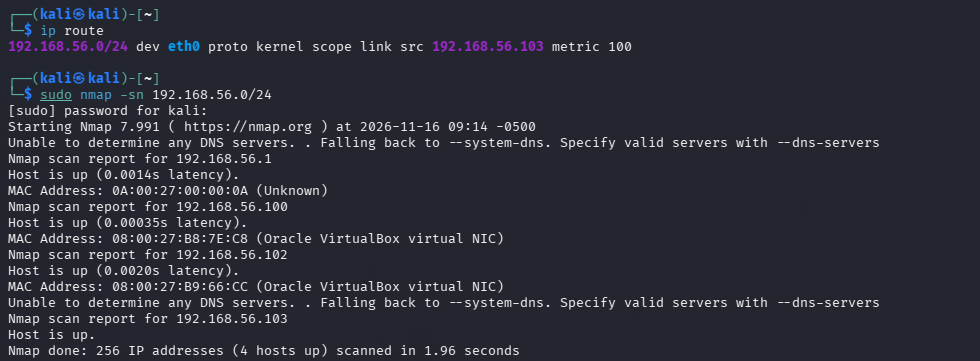 ┌──(kali㉿kali)-[~]
└─$ ip route
192.168.56.0/24 dev eth0 proto kernel scope link src 192.168.56.103 metric 100
┌──(kali㉿kali)-[~]
└─$ sudo nmap -sn 192.168.56.0/24
[sudo] password for kali:
Starting Nmap 7.991 ( https://nmap.org ) at 2026-11-16 09:14 -0500
Unable to determine any DNS servers. . Falling back to --system-dns. Specify valid servers with --dns-servers
Nmap scan report for 192.168.56.1
Host is up (0.0014s latency).
MAC Address: 0A:00:27:00:00:0A (Unknown)
Nmap scan report for 192.168.56.100
Host is up (0.00035s latency).
MAC Address: 08:00:27:B8:7E:C8 (Oracle VirtualBox virtual NIC)
Nmap scan report for 192.168.56.102
Host is up (0.0020s latency).
MAC Address: 08:00:27:B9:66:CC (Oracle VirtualBox virtual NIC)
Unable to determine any DNS servers. . Falling back to --system-dns. Specify valid servers with --dns-servers
Nmap scan report for 192.168.56.103
Host is up.
Nmap done: 256 IP addresses (4 hosts up) scanned in 1.96 seconds